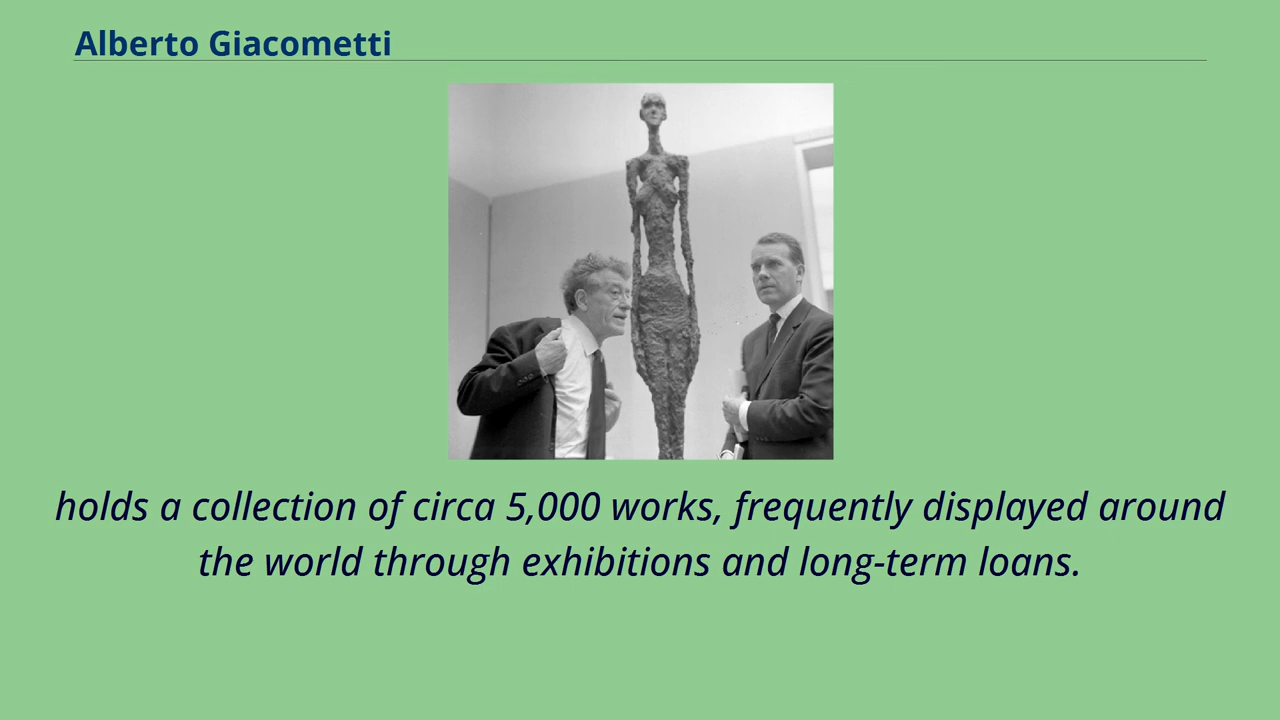 Alberto Giacometti
holds a collection of circa 5,000 works, frequently displayed around
the world through exhibitions and long-term loans.